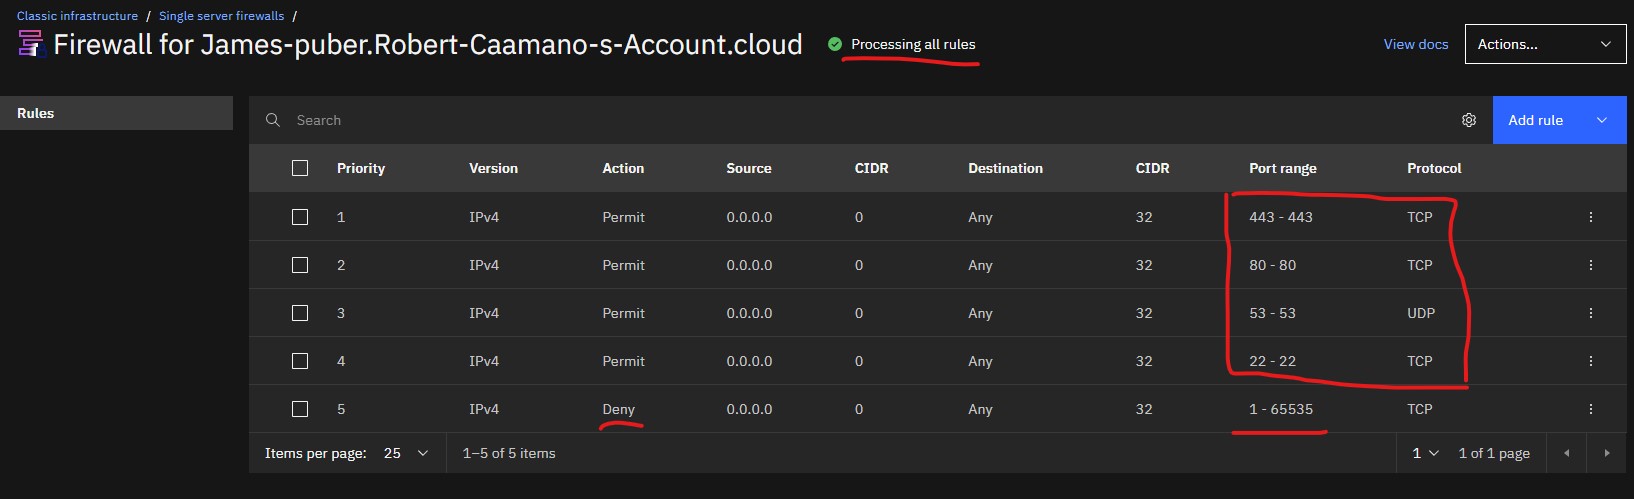 Classic infrastructure / Single server firewalls /
Firewall for James-puber.Robert-Caamano-s-Account.cloud Processing all rules View docs Actions...
Rules
Search Add rule
Priority Version Action Source CIDR Destination CIDR Port range Protocol
1 IPv4 Permit 0.0.0.0 0 Any 32 443 - 443 TCP
2 IPv4 Permit 0.0.0.0 0 Any 32 80 - 80 TCP
3 IPv4 Permit 0.0.0.0 0 Any 32 53 - 53 UDP
4 IPv4 Permit 0.0.0.0 0 Any 32 22 - 22 TCP
5 IPv4 Deny 0.0.0.0 0 Any 32 1 - 65535 TCP
Items per page: 25 1–5 of 5 items 1 1 of 1 page